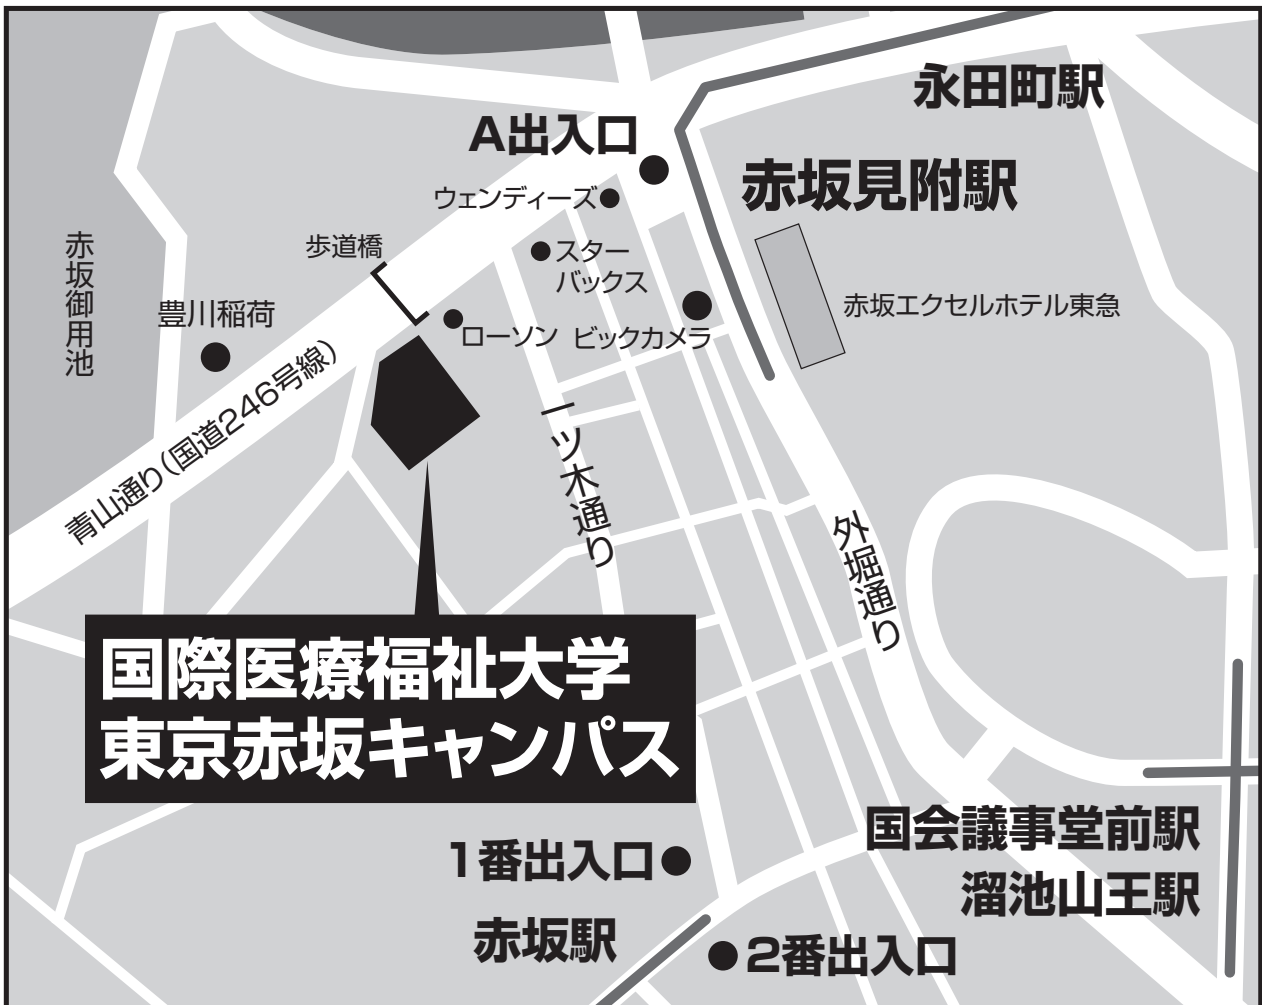 永田町駅
A出入口
赤坂見附駅
ウェンディーズ
スター
バックス
歩道橋
赤坂御用池
豊川稲荷
ローソン
ビックカメラ
赤坂エクセルホテル東急
青山通り(国道246号線)
一ツ木通り
外堀通り
国際医療福祉大学
東京赤坂キャンパス
国会議事堂前駅
溜池山王駅
1番出入口
赤坂駅
2番出入口